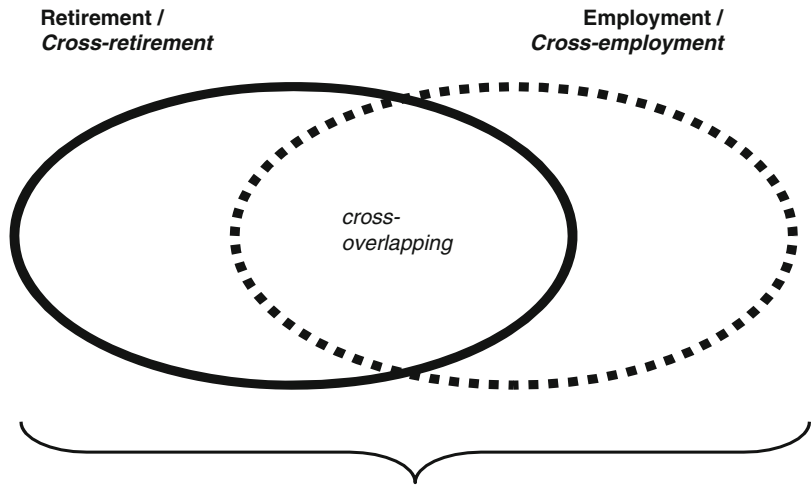 Retirement /
Cross-retirement
Employment /
Cross-employment
cross-
overlapping